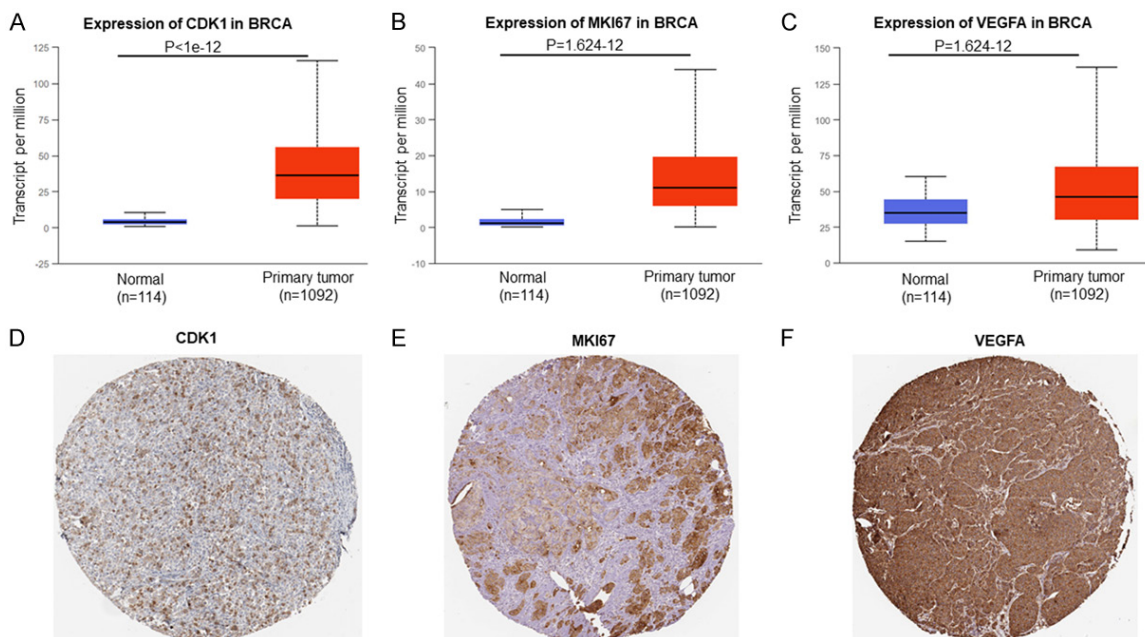 A
Expression of CDK1 in BRCA
P<1e-12
Transcript per million
125
100
75
50
25
0
-25
Normal
(n=114)
Primary tumor
(n=1092)
B
Expression of MKI67 in BRCA
P=1.624-12
Transcript per million
50
40
30
20
10
0
-10
Normal
(n=114)
Primary tumor
(n=1092)
C
Expression of VEGFA in BRCA
P=1.624-12
Transcript per million
150
125
100
75
50
25
0
Normal
(n=114)
Primary tumor
(n=1092)
D
CDK1
E
MKI67
F
VEGFA